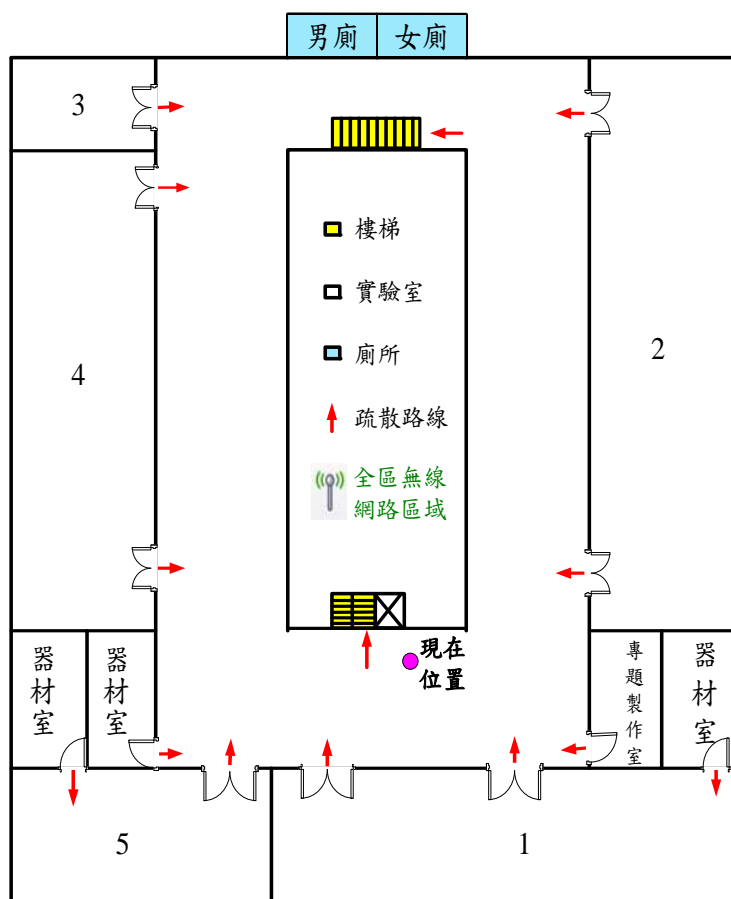 男廁 女廁
3
樓梯
實驗室
2
廁所
4
疏散路線
全區無線
網路區域
現在
位置
器材室
器材室
專題製作室
器材室
5
1